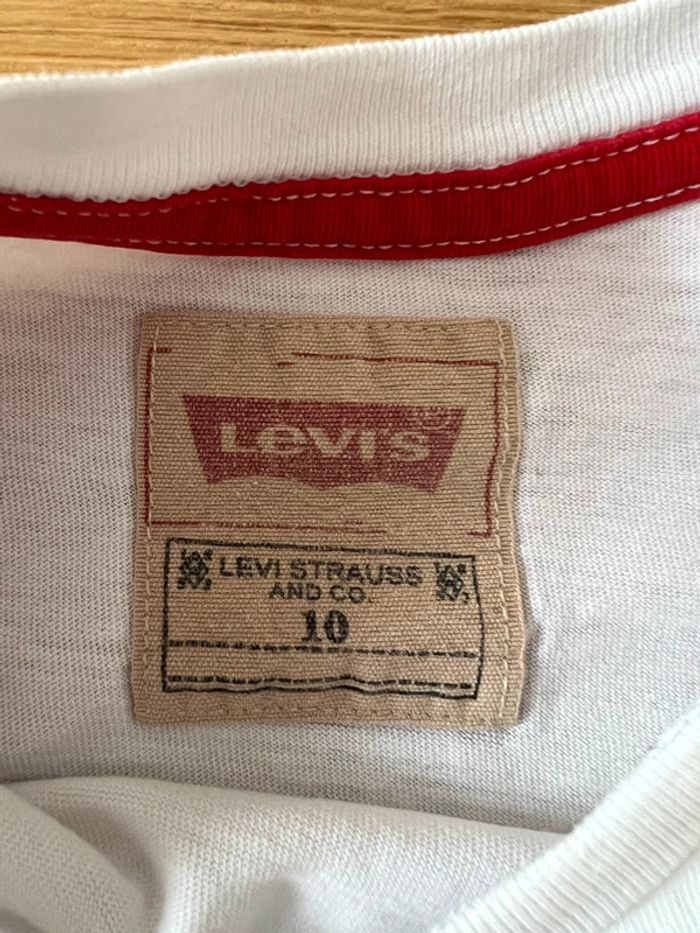 Levi's®
LEVI STRAUSS
AND CO.
10